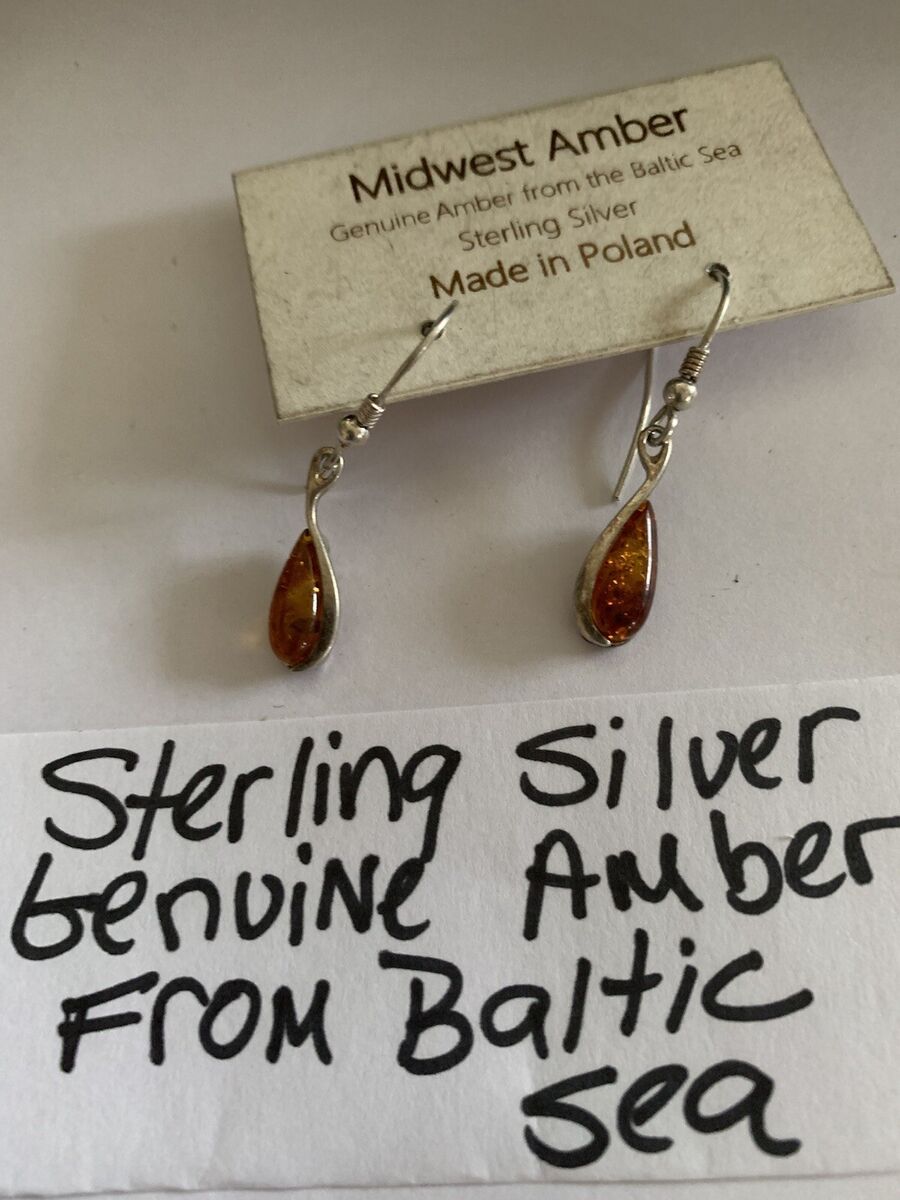 Midwest Amber
Genuine Amber from the Baltic Sea
Sterling Silver
Made in Poland
Sterling Silver
Genuine Amber
From Baltic
Sea